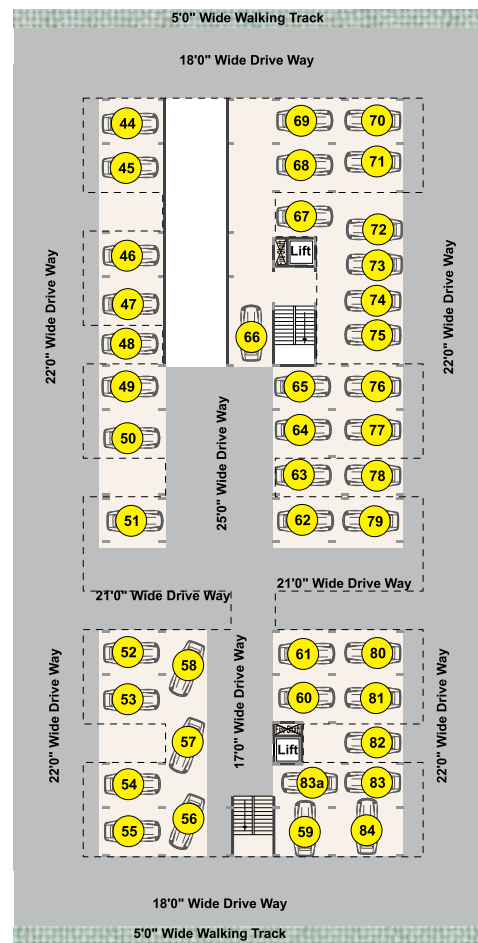 5'0" Wide Walking Track
18'0" Wide Drive Way
44
69
70
45
68
71
67
72
46
Lift
73
22'0" Wide Drive Way
22'0" Wide Drive Way
47
74
48
66
75
49
65
76
50
64
77
25'0" Wide Drive Way
63
78
51
62
79
21'0" Wide Drive Way
21'0" Wide Drive Way
52
58
61
80
53
60
81
22'0" Wide Drive Way
17'0" Wide Drive Way
22'0" Wide Drive Way
57
Lift
82
54
83a
83
55
56
59
84
18'0" Wide Drive Way
5'0" Wide Walking Track